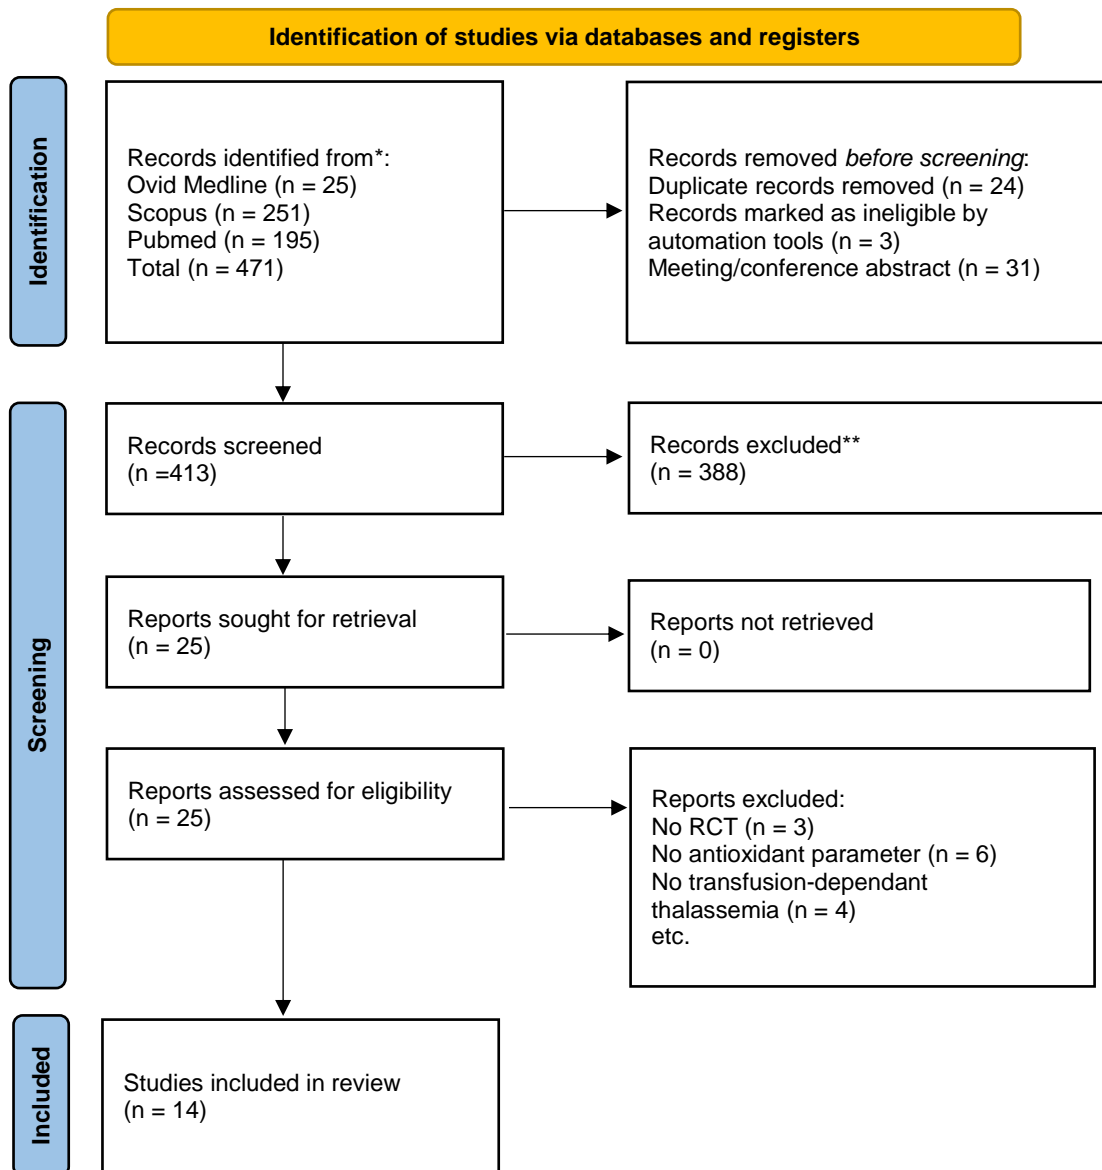 Identification of studies via databases and registers
Identification
Records identified from*:
Ovid Medline (n = 25)
Scopus (n = 251)
Pubmed (n = 195)
Total (n = 471)
Records removed before screening:
Duplicate records removed (n = 24)
Records marked as ineligible by
automation tools (n = 3)
Meeting/conference abstract (n = 31)
Screening
Records screened
(n =413)
Records excluded**
(n = 388)
Reports sought for retrieval
(n = 25)
Reports not retrieved
(n = 0)
Reports assessed for eligibility
(n = 25)
Reports excluded:
No RCT (n = 3)
No antioxidant parameter (n = 6)
No transfusion-dependant
thalassemia (n = 4)
etc.
Included
Studies included in review
(n = 14)